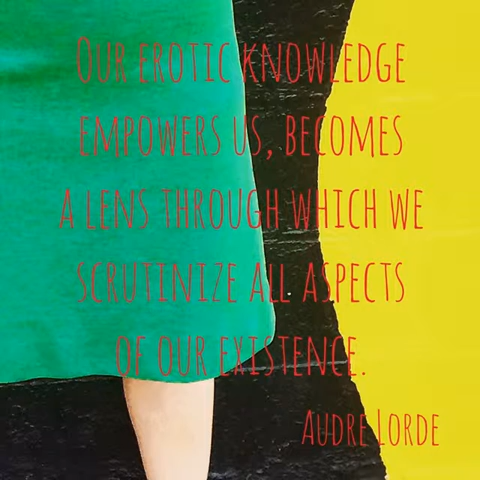 Our erotic knowledge
empowers us, becomes
a lens through which we
scrutinize all aspects
of our existence.
Audre Lorde